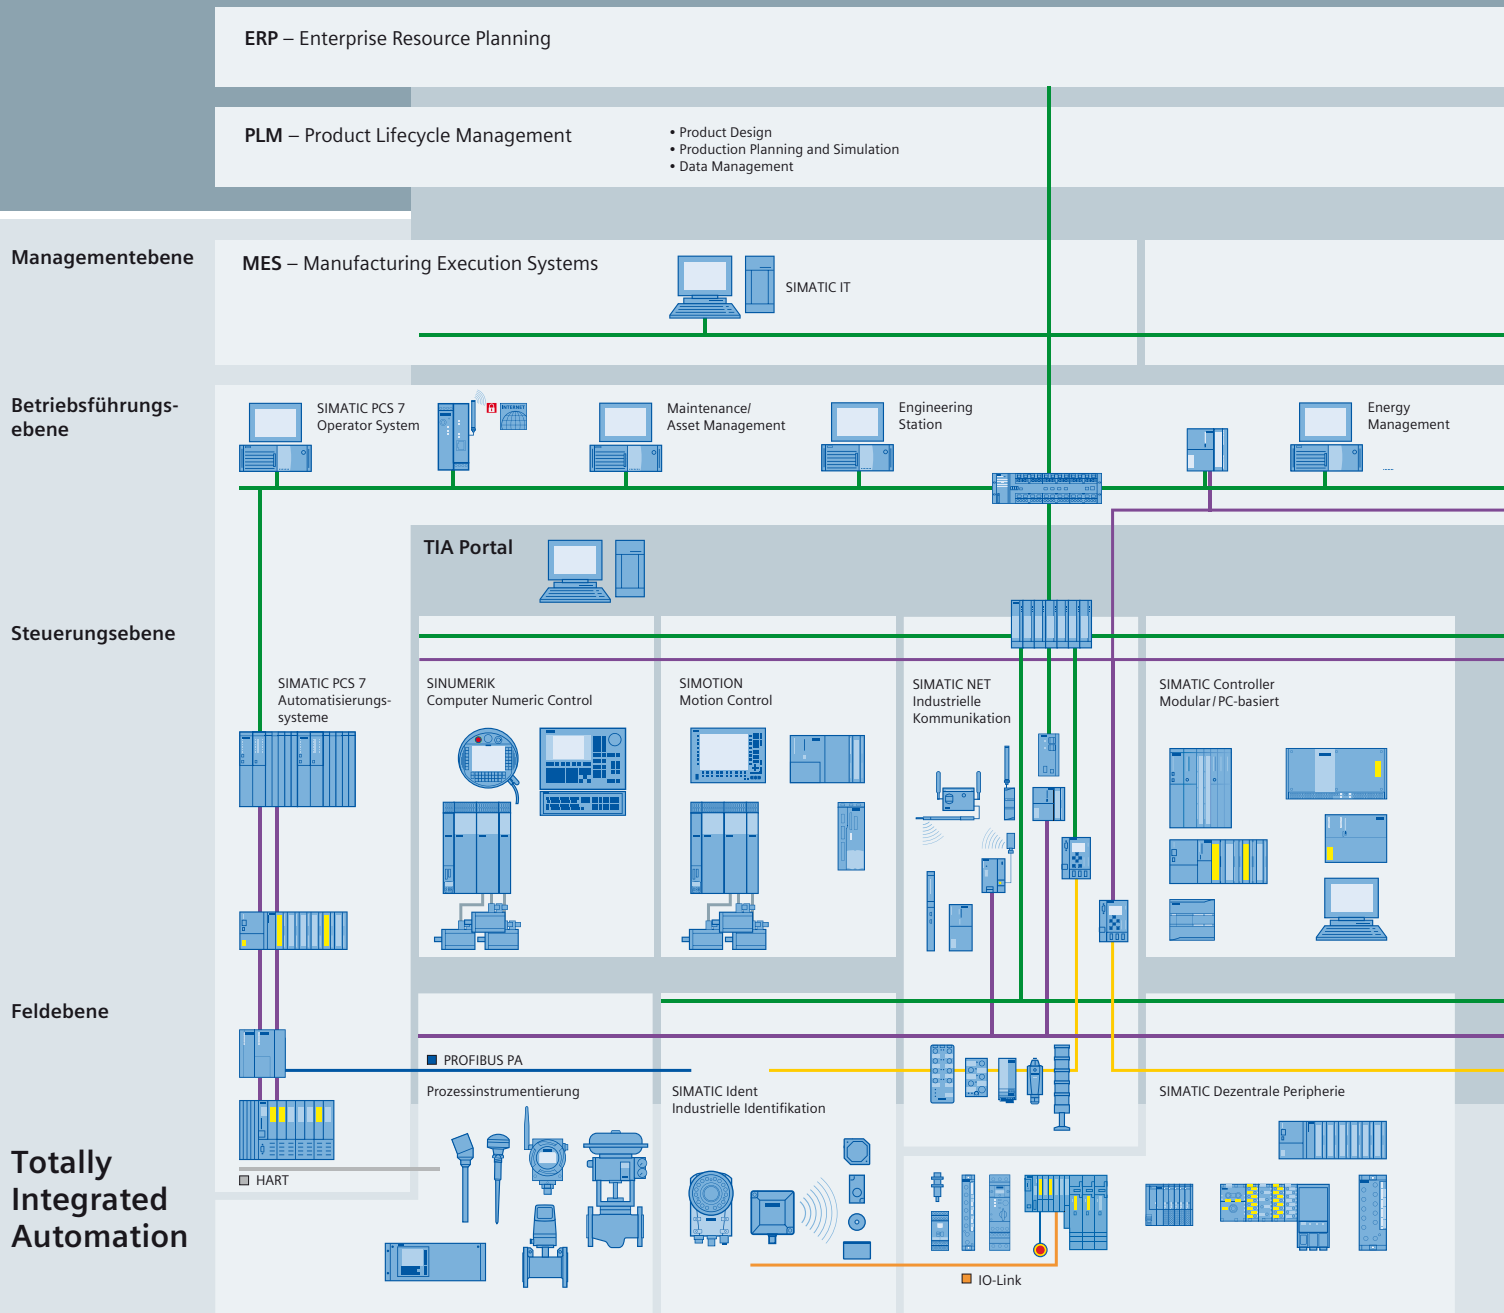 ERP – Enterprise Resource Planning
PLM – Product Lifecycle Management
• Product Design
• Production Planning and Simulation
• Data Management
Managementebene
MES – Manufacturing Execution Systems
SIMATIC IT
Betriebsführungs-
ebene
SIMATIC PCS 7
Operator System
INTERNET
Maintenance/
Asset Management
Engineering
Station
Energy
Management
.....
TIA Portal
Steuerungsebene
SIMATIC PCS 7
Automatisierungs-
systeme
SINUMERIK
Computer Numeric Control
SIMOTION
Motion Control
SIMATIC NET
Industrielle
Kommunikation
SIMATIC Controller
Modular/PC-basiert
Feldebene
PROFIBUS PA
Prozessinstrumentierung
SIMATIC Ident
Industrielle Identifikation
SIMATIC Dezentrale Peripherie
HART
Totally
Integrated
Automation
IO-Link